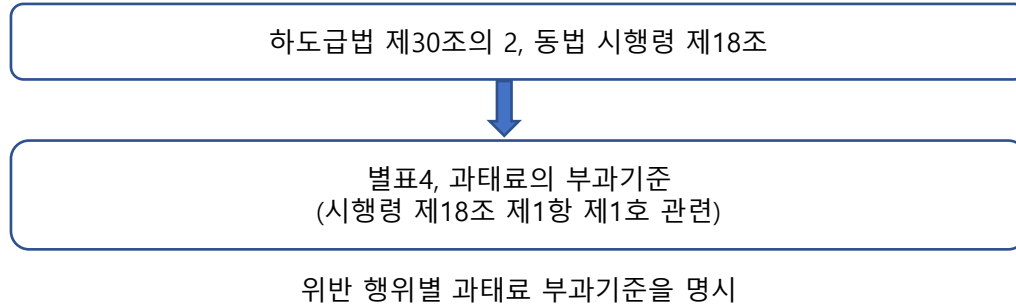 하도급법 제30조의 2, 동법 시행령 제18조
별표4, 과태료의 부과기준
(시행령 제18조 제1항 제1호 관련)
위반 행위별 과태료 부과기준을 명시